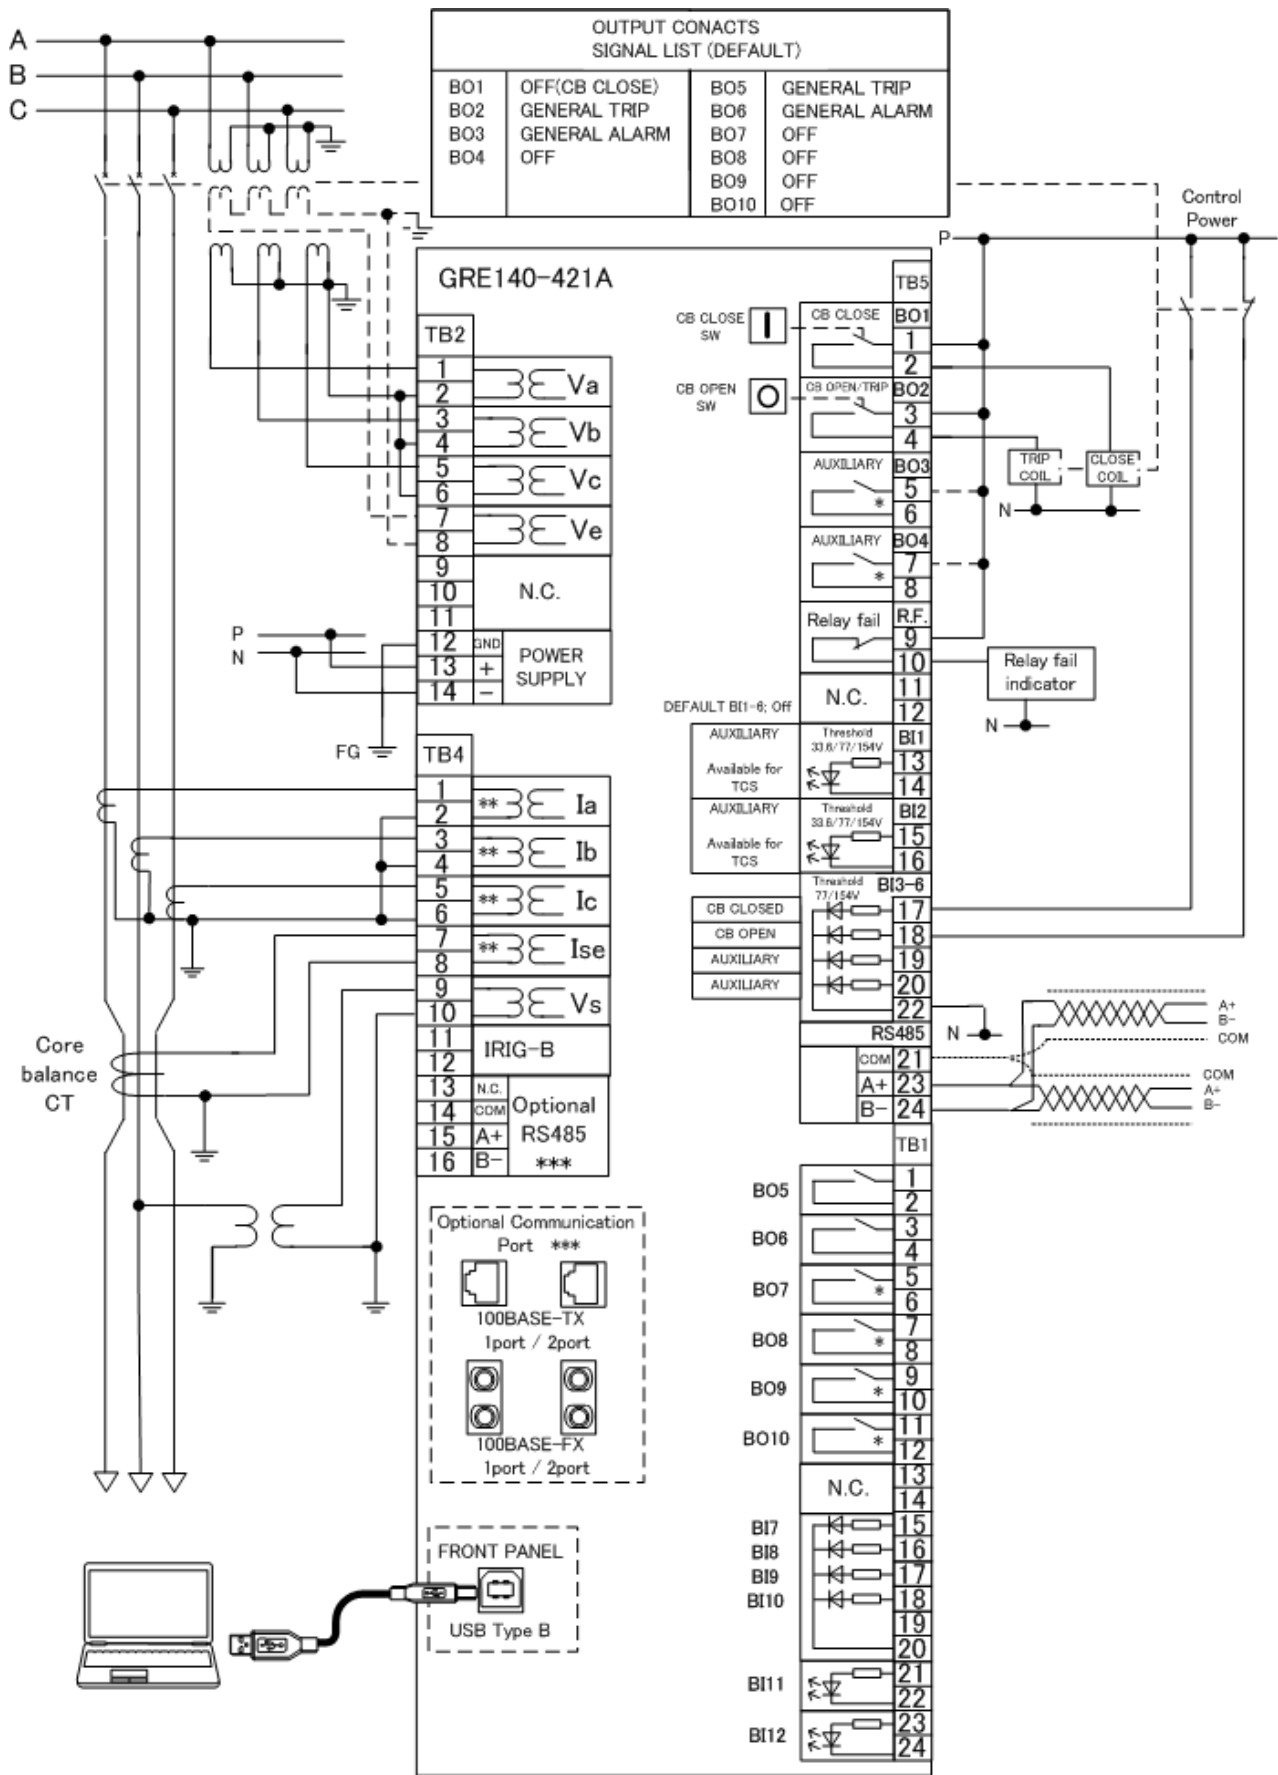 OUTPUT CONACTS
SIGNAL LIST (DEFAULT)
BO1 OFF(CB CLOSE)
BO2 GENERAL TRIP
BO3 GENERAL ALARM
BO4 OFF
BO5 GENERAL TRIP
BO6 GENERAL ALARM
BO7 OFF
BO8 OFF
BO9 OFF
BO10 OFF
A
B
C
Control
Power
P
GRE140-421A
TB2
1
2
Va
3
4
Vb
5
6
Vc
7
8
Ve
9
10
11
N.C.
12 GND
13 +
14 -
POWER
SUPPLY
P
N
FG
TB4
1
2
** Ia
3
4
** Ib
5
6
** Ic
7
8
** Ise
9
10
Vs
11
12
IRIG-B
13 N.C.
14 COM
15 A+
16 B-
Optional
RS485
***
Core
balance
CT
Optional Communication
Port ***
100BASE-TX
1port / 2port
100BASE-FX
1port / 2port
FRONT PANEL
USB Type B
TB5
CB CLOSE
SW
CB CLOSE BO1
1
2
CB OPEN
SW
CB OPEN/TRIP BO2
3
4
AUXILIARY BO3
5
*
6
AUXILIARY BO4
7
*
8
Relay fail R.F.
9
10
TRIP
COIL
CLOSE
COIL
N
Relay fail
indicator
N
N.C.
11
12
DEFAULT BI1-6; Off
AUXILIARY
Available for
TCS
Threshold
33.6/77/154V
BI1
13
14
AUXILIARY
Available for
TCS
Threshold
33.6/77/154V
BI2
15
16
Threshold
77/154V
BI3-6
CB CLOSED 17
CB OPEN 18
AUXILIARY 19
AUXILIARY 20
22
N
RS485
COM 21
A+ 23
B- 24
A+
B-
COM
COM
A+
B-
TB1
BO5
1
2
BO6
3
4
BO7
5
*
6
BO8
7
*
8
BO9
9
*
10
BO10
11
*
12
N.C.
13
14
BI7 15
BI8 16
BI9 17
BI10 18
19
20
BI11
21
22
BI12
23
24